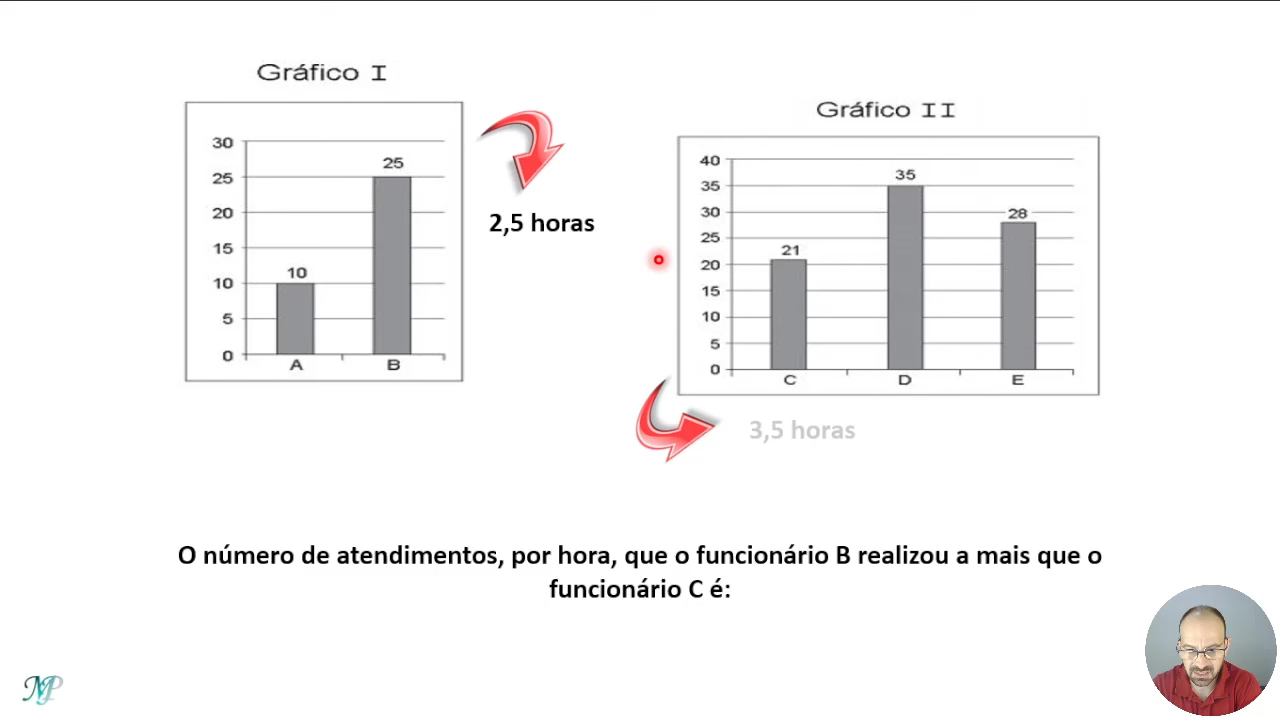 Gráfico I
30
25
20
15
10
5
0
10
25
A
B
2,5 horas
Gráfico II
40
35
30
25
20
15
10
5
0
21
35
28
C
D
E
3,5 horas
O número de atendimentos, por hora, que o funcionário B realizou a mais que o
funcionário C é:
MP